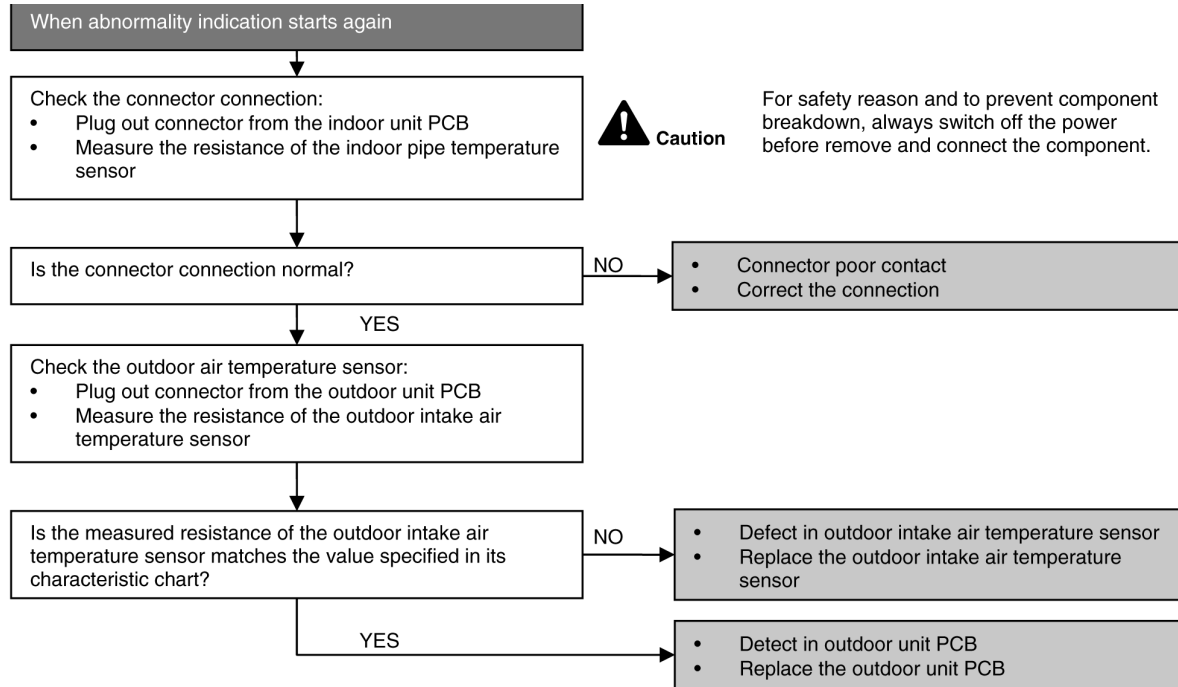 When abnormality indication starts again
Check the connector connection:
• Plug out connector from the indoor unit PCB
• Measure the resistance of the indoor pipe temperature
sensor
Caution
For safety reason and to prevent component
breakdown, always switch off the power
before remove and connect the component.
Is the connector connection normal?
NO
• Connector poor contact
• Correct the connection
YES
Check the outdoor air temperature sensor:
• Plug out connector from the outdoor unit PCB
• Measure the resistance of the outdoor intake air
temperature sensor
Is the measured resistance of the outdoor intake air
temperature sensor matches the value specified in its
characteristic chart?
NO
• Defect in outdoor intake air temperature sensor
• Replace the outdoor intake air temperature
sensor
YES
• Detect in outdoor unit PCB
• Replace the outdoor unit PCB